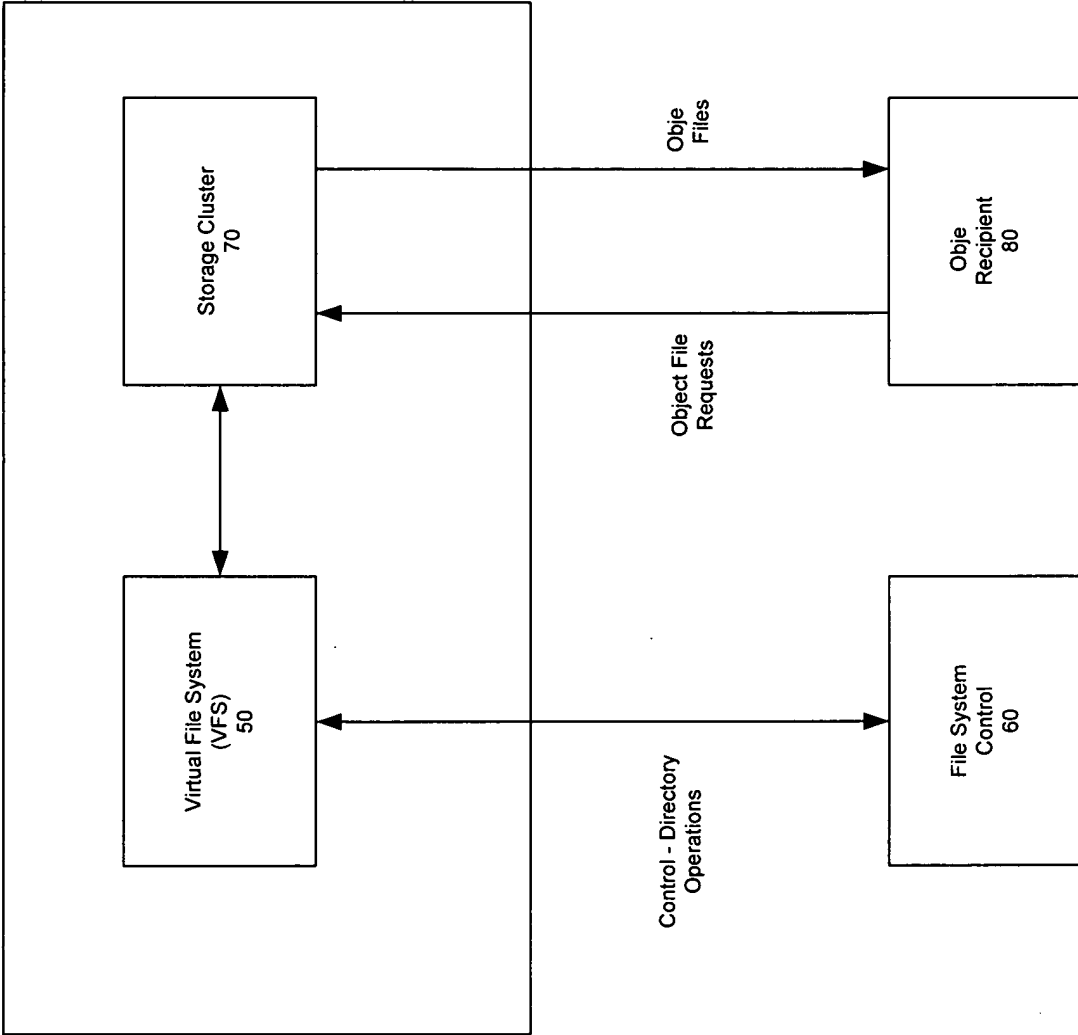 Virtual File System
(VFS)
50
Storage Cluster
70
Control - Directory
Operations
Object File
Requests
Obje
Files
File System
Control
60
Obje
Recipient
80